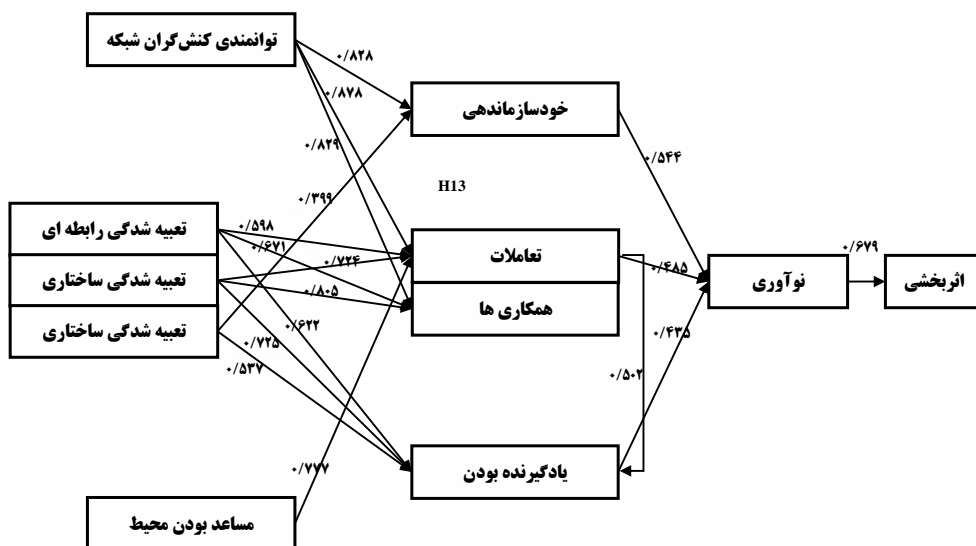 توانمندی کنش‌گران شبکه
۰/۸۲۸
۰/۸۷۸
خودسازماندهی
۰/۸۲۹
۰/۵۴۴
H13
۰/۳۹۹
تعبیه شدگی رابطه ای
۰/۵۹۸
۰/۶۷۱
۰/۷۲۴
تعاملات
۰/۴۸۵
۰/۶۷۹
تعبیه شدگی ساختاری
۰/۸۰۵
نوآوری
اثربخشی
همکاری ها
تعبیه شدگی ساختاری
۰/۶۲۲
۰/۷۲۵
۰/۵۳۷
۰/۴۳۵
۰/۵۰۲
یادگیرنده بودن
۰/۷۷۷
مساعد بودن محیط